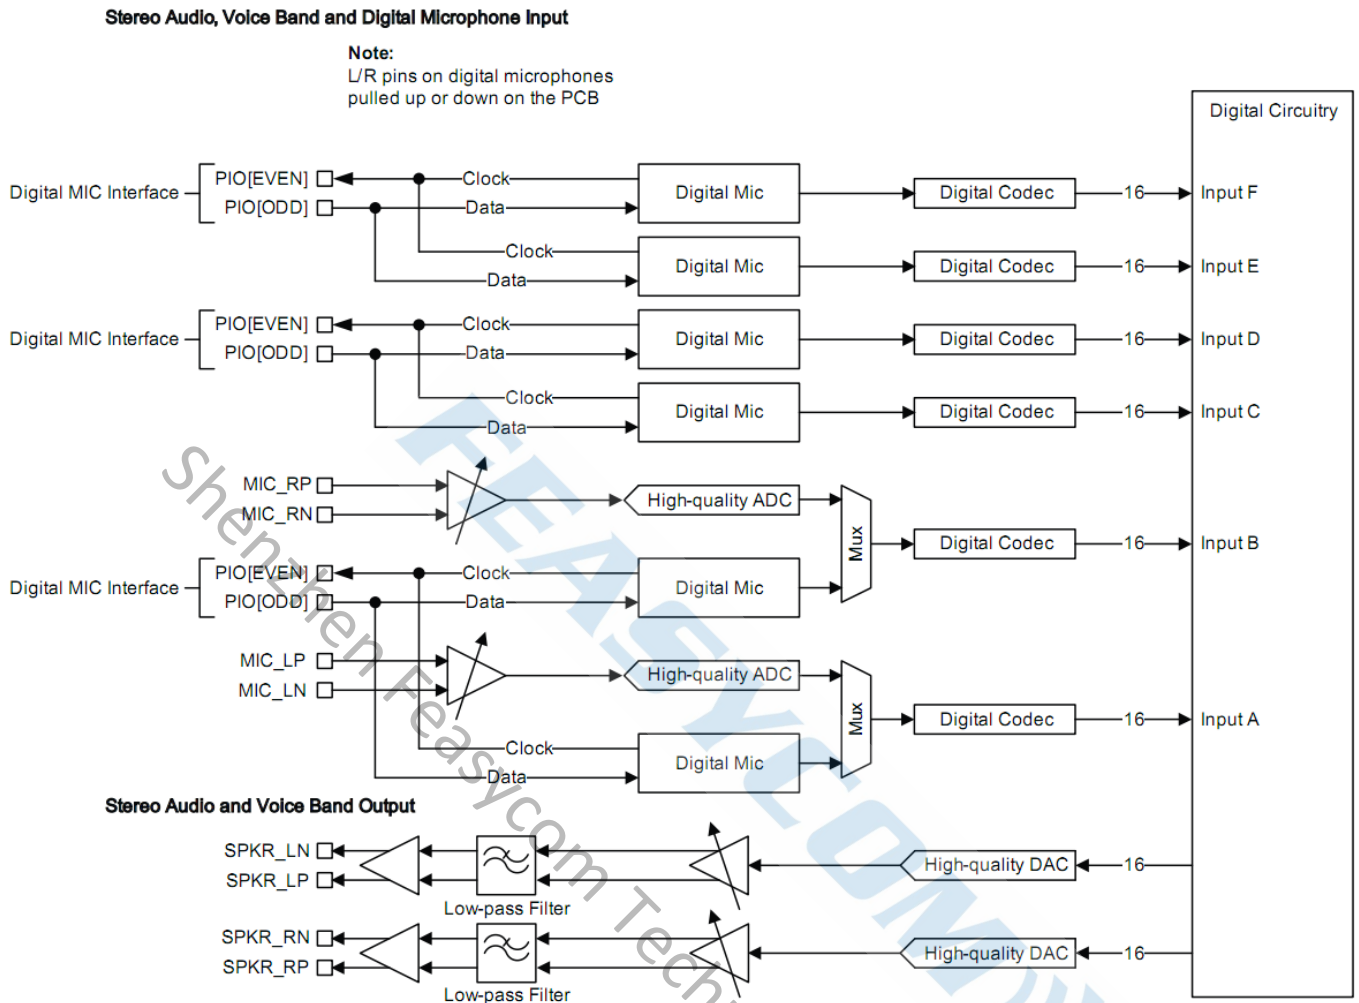 Stereo Audio, Voice Band and Digital Microphone Input
Note:
L/R pins on digital microphones
pulled up or down on the PCB
Digital Circuitry
Digital MIC Interface
PIO[EVEN]
PIO[ODD]
Clock
Data
Digital Mic
Digital Codec
16
Input F
Clock
Data
Digital Mic
Digital Codec
16
Input E
Digital MIC Interface
PIO[EVEN]
PIO[ODD]
Clock
Data
Digital Mic
Digital Codec
16
Input D
Clock
Data
Digital Mic
Digital Codec
16
Input C
MIC_RP
MIC_RN
High-quality ADC
Mux
Digital Codec
16
Input B
Digital MIC Interface
PIO[EVEN]
PIO[ODD]
Clock
Data
Digital Mic
MIC_LP
MIC_LN
High-quality ADC
Mux
Digital Codec
16
Input A
Clock
Data
Digital Mic
Stereo Audio and Voice Band Output
SPKR_LN
SPKR_LP
Low-pass Filter
High-quality DAC
16
SPKR_RN
SPKR_RP
Low-pass Filter
High-quality DAC
16
Shenzhen Feasycom Tech
FEASYCOM